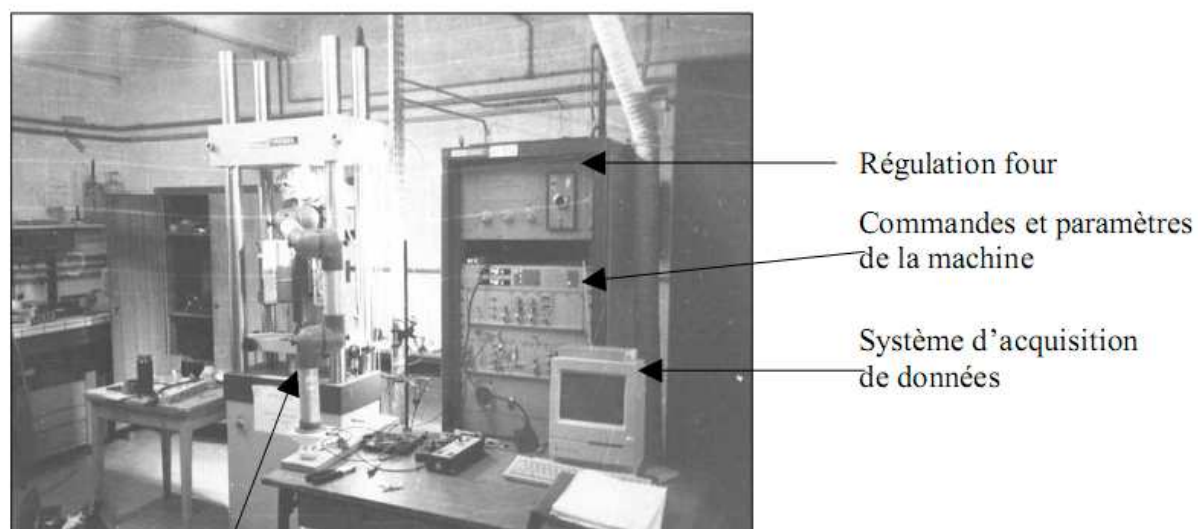 Régulation four
Commandes et paramètres
de la machine
Système d’acquisition
de données